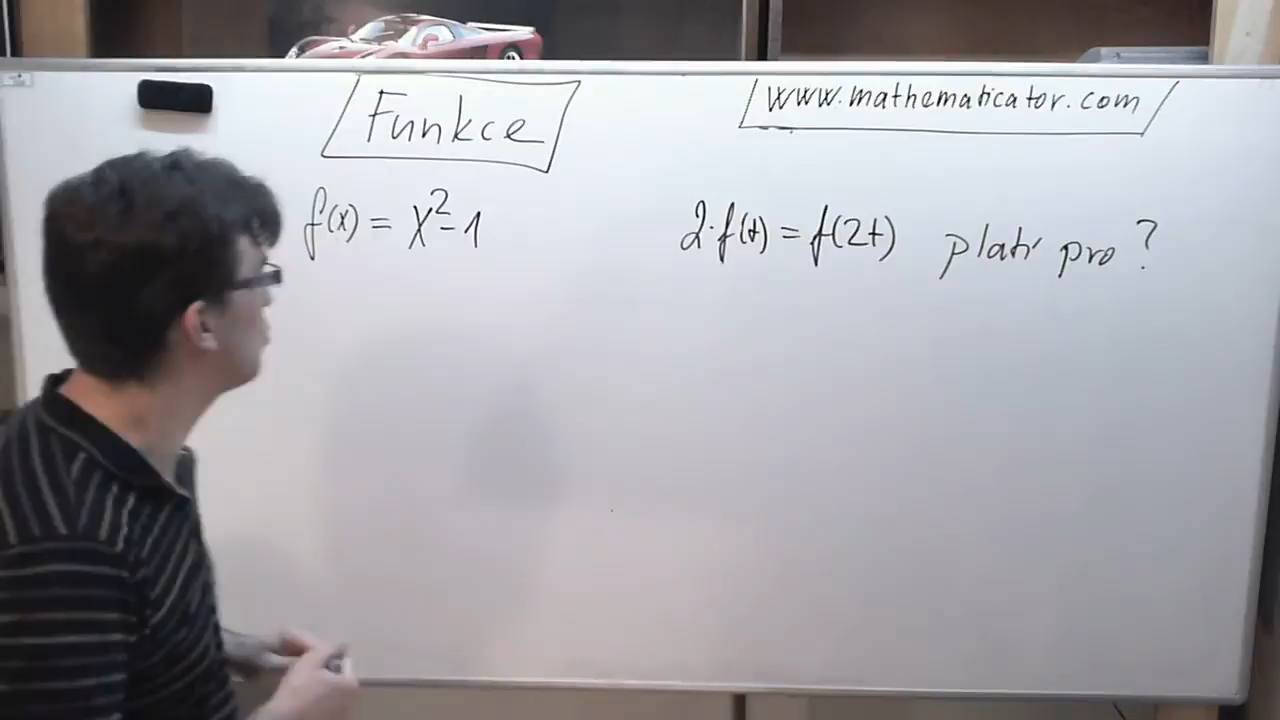 Funkce
www.mathematicator.com
f(x) = x²-1
2·f(t) = f(2t) platí pro ?